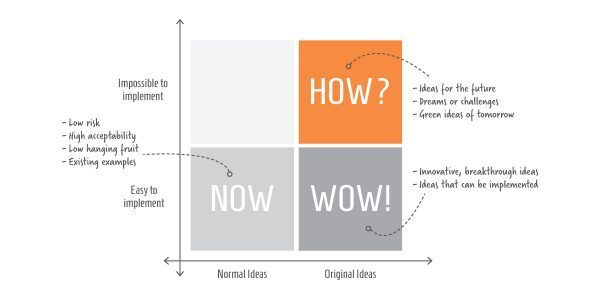 Impossible to
implement
HOW?
- Ideas for the future
- Dreams or challenges
- Green ideas of tomorrow
- Low risk
- High acceptability
- Low hanging fruit
- Existing examples
Easy to
implement
NOW
WOW!
- Innovative, breakthrough ideas
- Ideas that can be implemented
Normal Ideas
Original Ideas